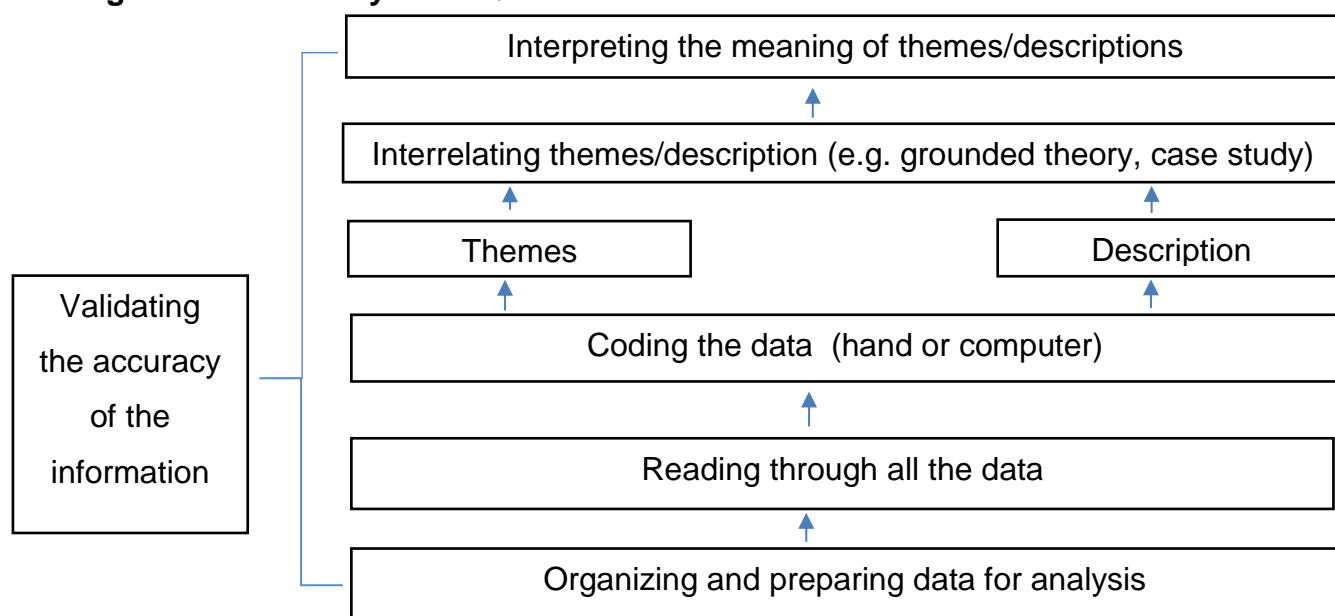 Interpreting the meaning of themes/descriptions
Interrelating themes/description (e.g. grounded theory, case study)
Themes
Description
Validating
the accuracy
of the
information
Coding the data (hand or computer)
Reading through all the data
Organizing and preparing data for analysis